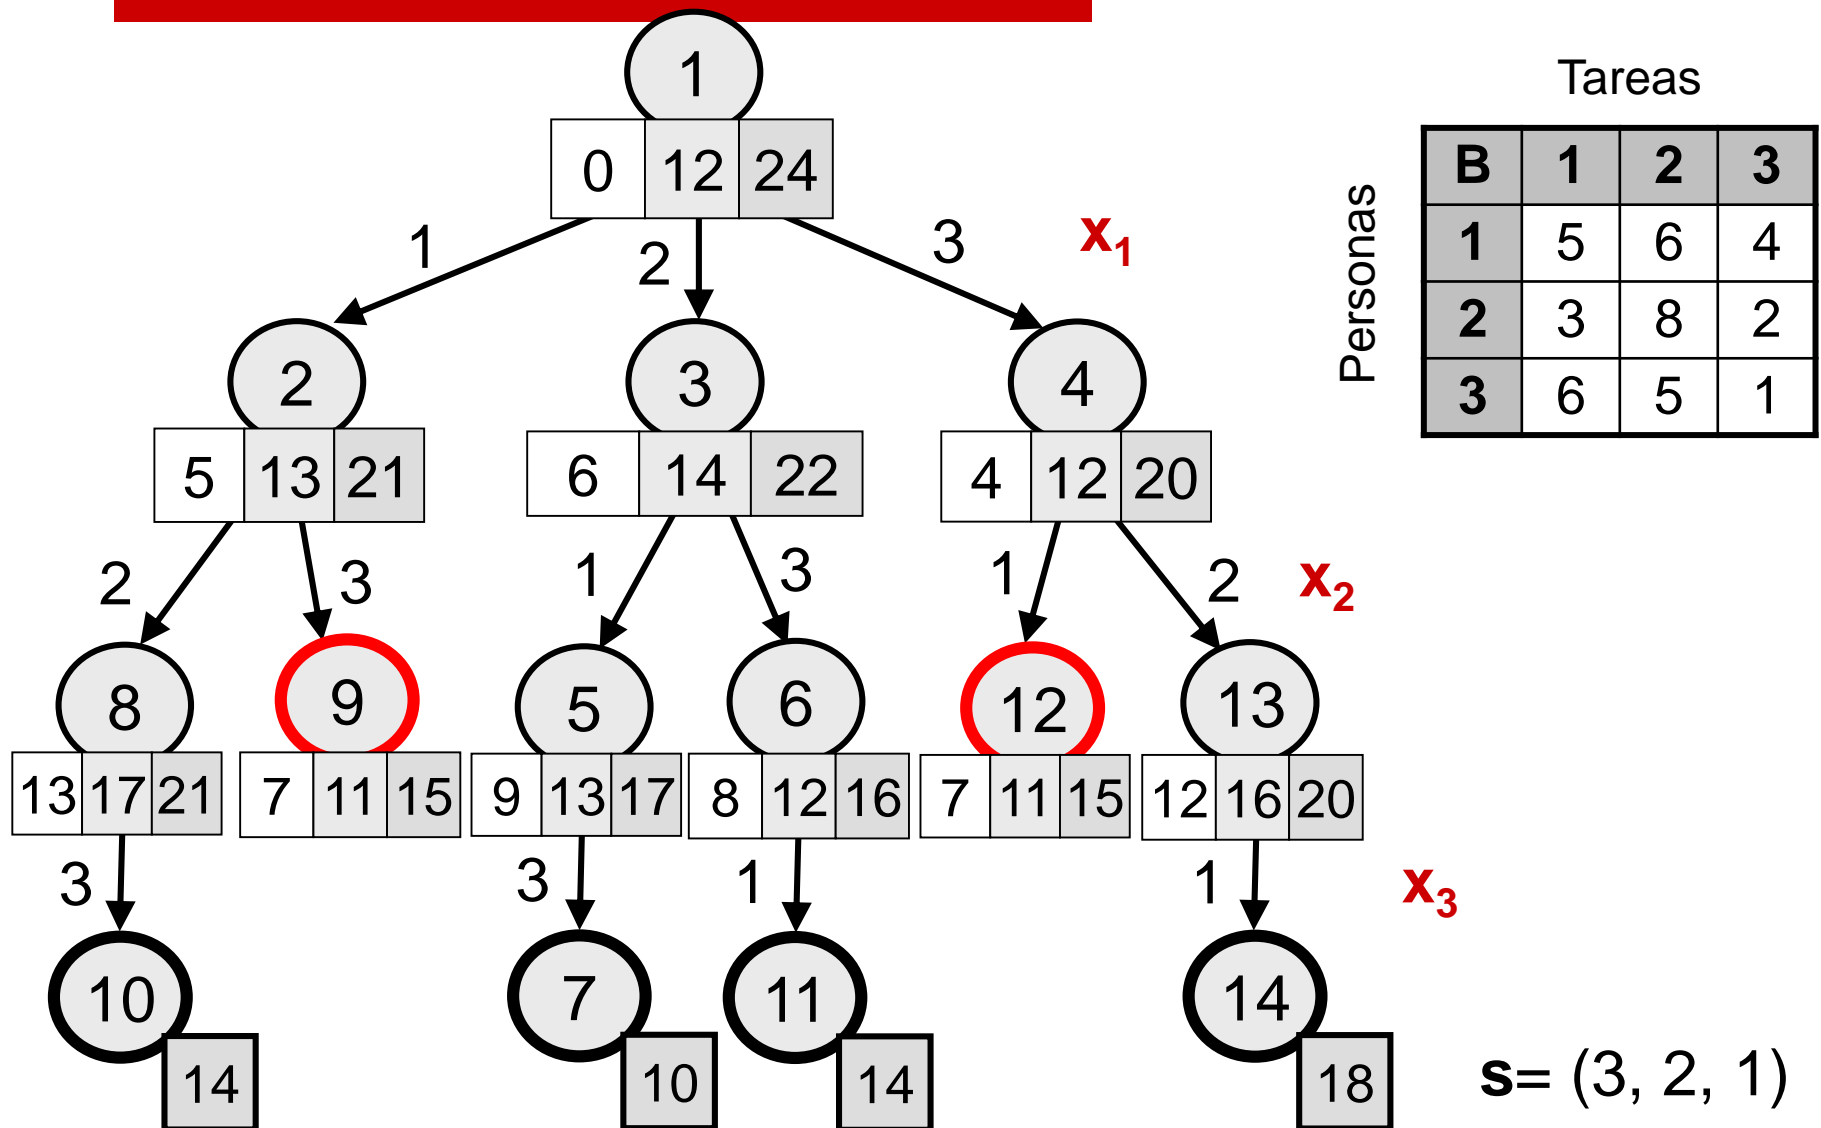 1
0 12 24
1 2 3 x1
2 3 4
5 13 21 6 14 22 4 12 20
2 3 1 3 1 2 x2
8 9 5 6 12 13
13 17 21 7 11 15 9 13 17 8 12 16 7 11 15 12 16 20
3 3 1 1 x3
10 7 11 14
14 10 14 18
s= (3, 2, 1)
Tareas
Personas
B 1 2 3
1 5 6 4
2 3 8 2
3 6 5 1